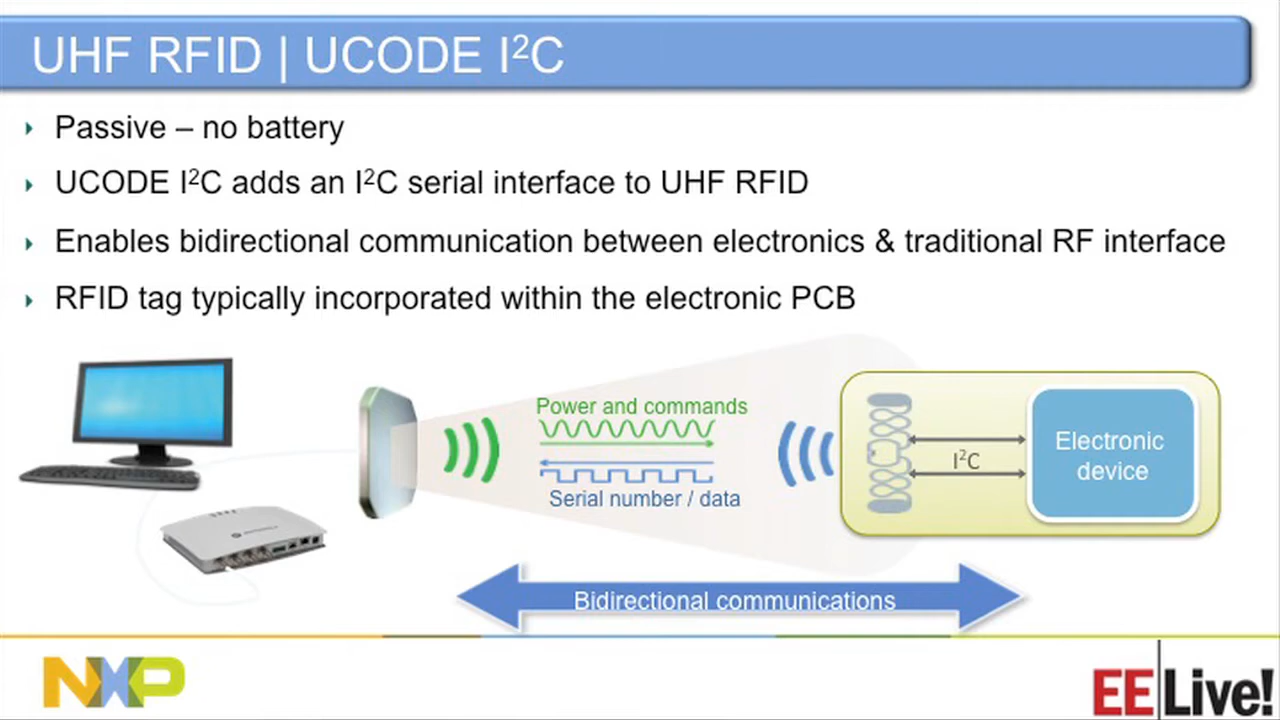 UHF RFID | UCODE I²C
Passive – no battery
UCODE I²C adds an I²C serial interface to UHF RFID
Enables bidirectional communication between electronics & traditional RF interface
RFID tag typically incorporated within the electronic PCB
Power and commands
Serial number / data
I²C
Electronic
device
Bidirectional communications
NXP
EE Live!